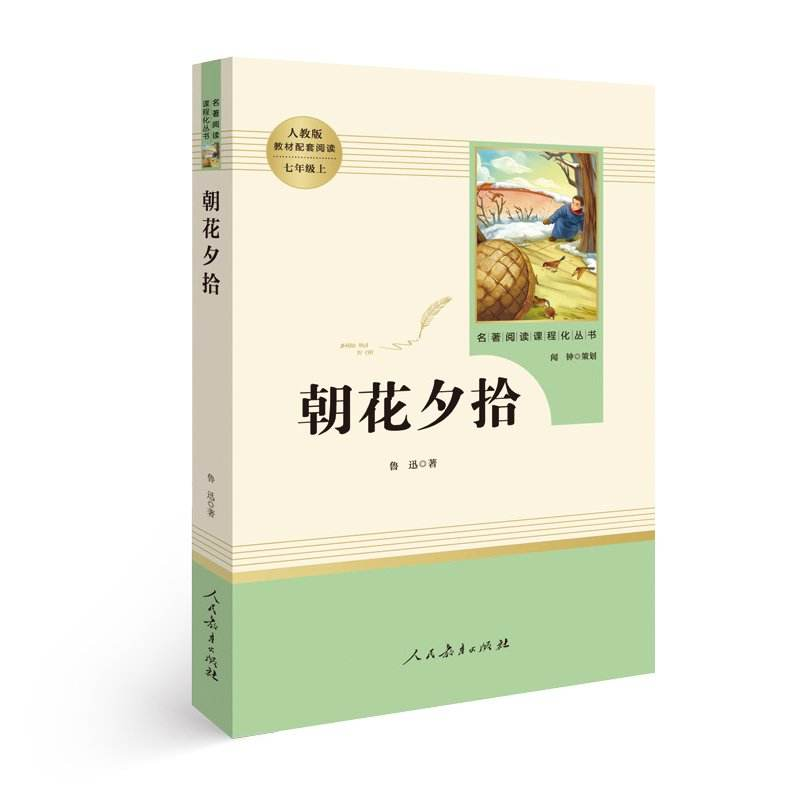 名著阅读
课程化丛书
朝花夕拾
鲁迅◎著
人民教育出版社
人教版
教材配套阅读
七年级上
名著阅读课程化丛书
闻钟◎策划
朝花夕拾
鲁迅◎著
人民教育出版社